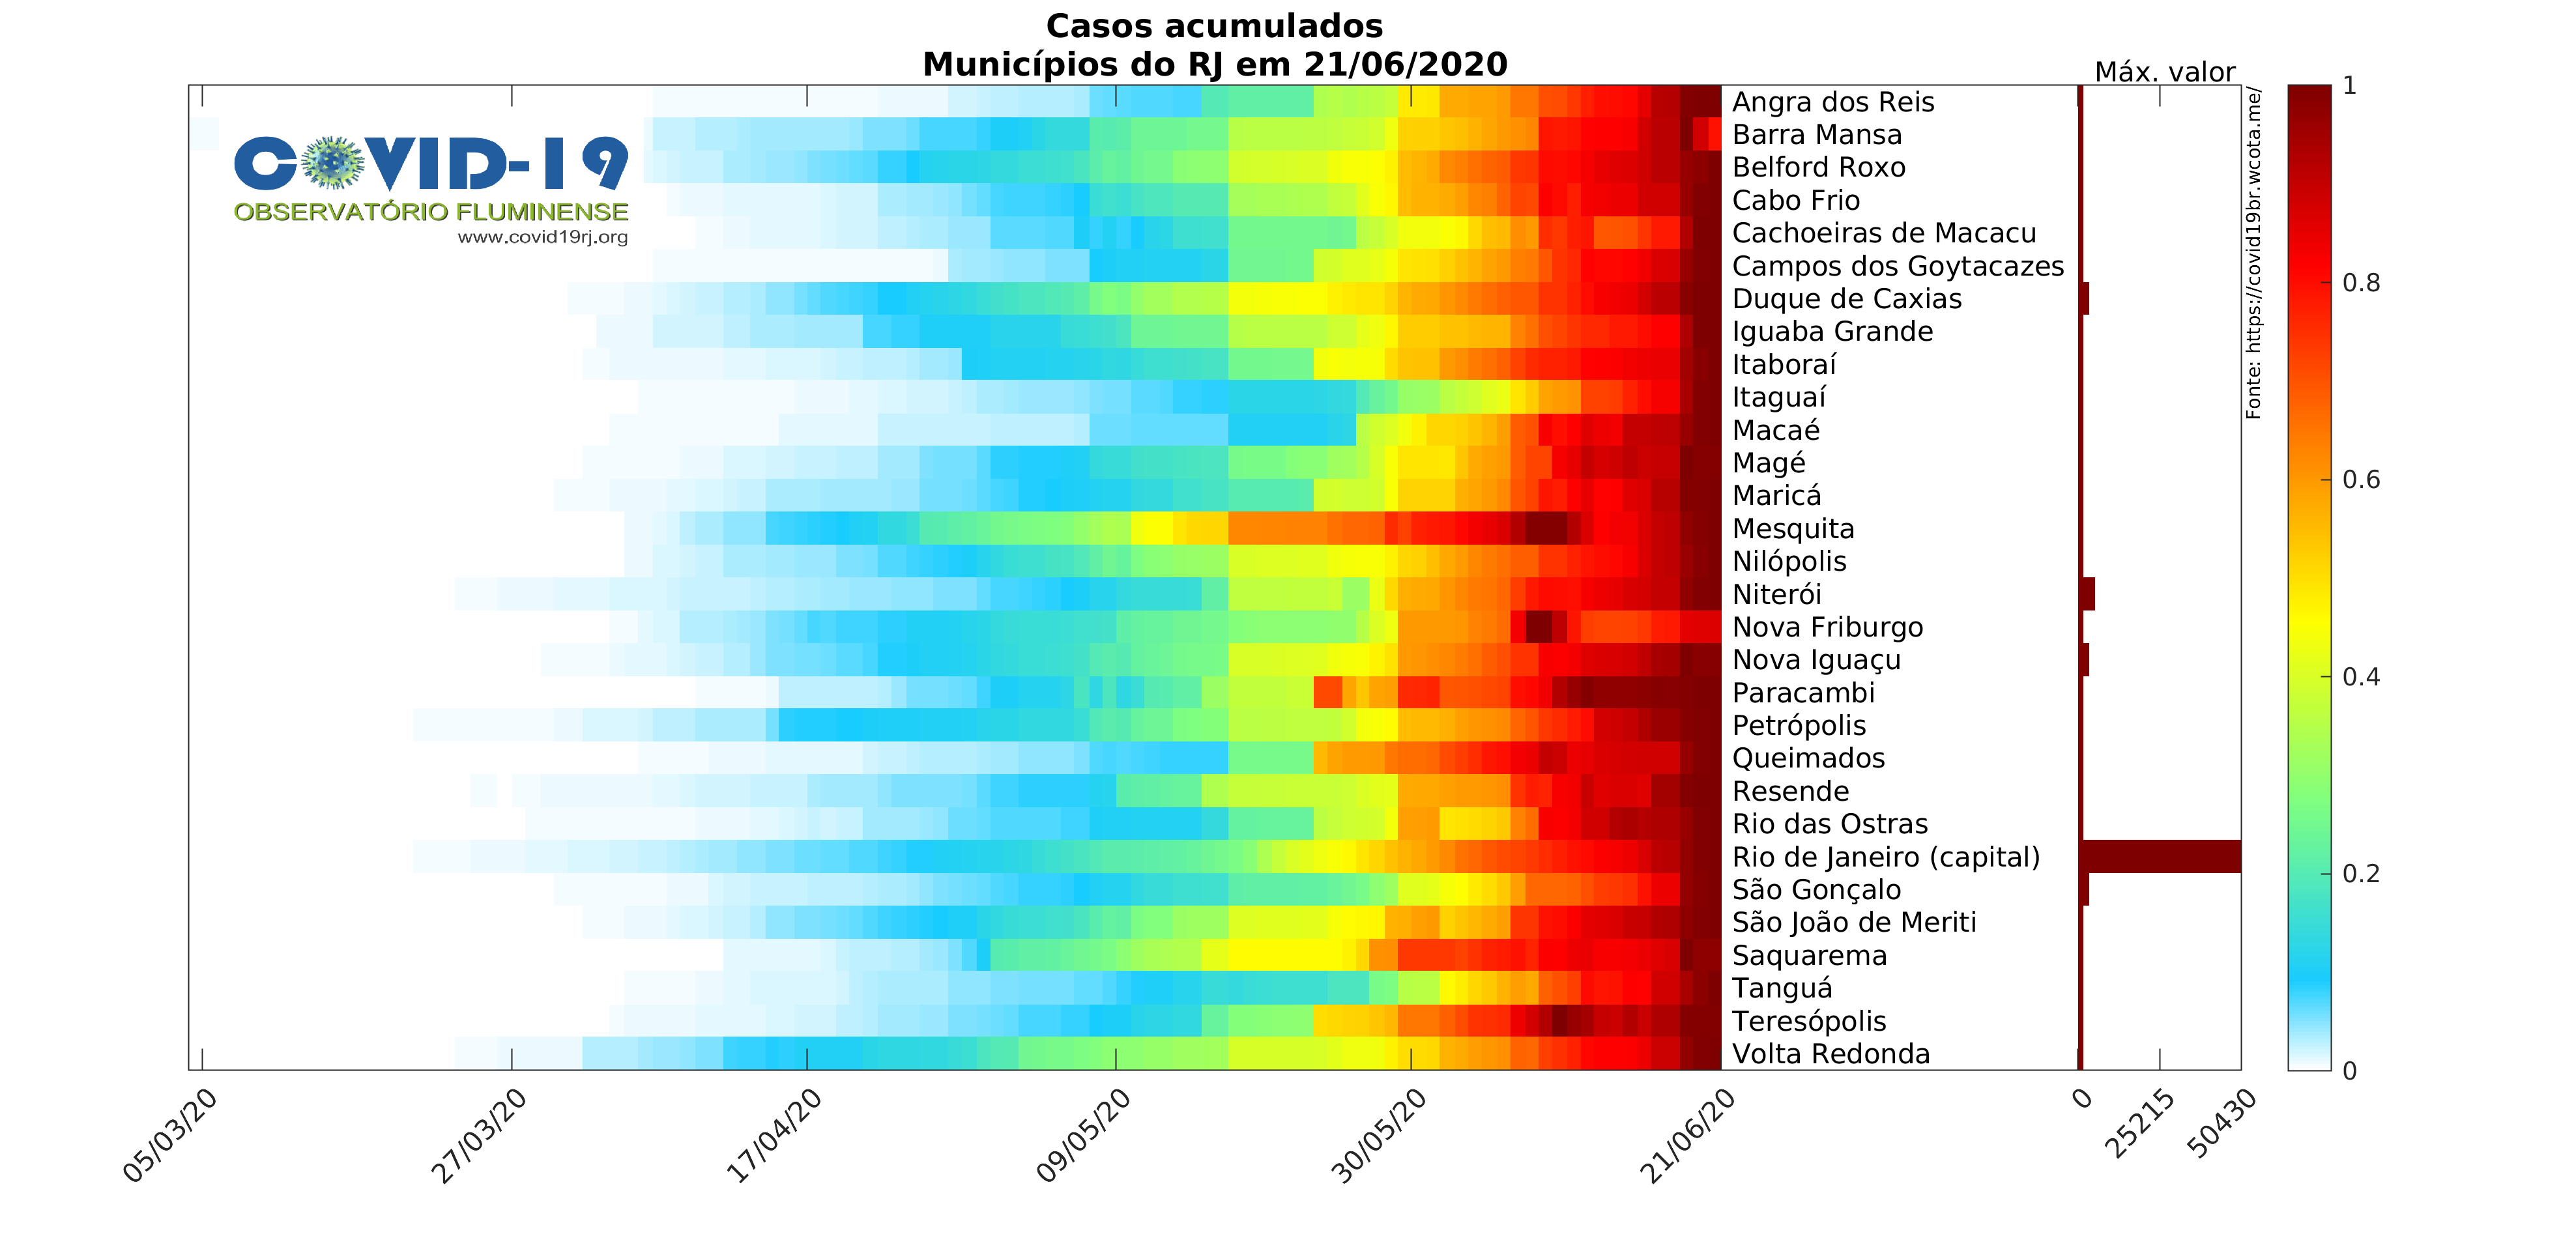 Casos acumulados
Municípios do RJ em 21/06/2020
Máx. valor
COVID-19
OBSERVATÓRIO FLUMINENSE
www.covid19rj.org
Angra dos Reis
Barra Mansa
Belford Roxo
Cabo Frio
Cachoeiras de Macacu
Campos dos Goytacazes
Duque de Caxias
Iguaba Grande
Itaboraí
Itaguaí
Macaé
Magé
Maricá
Mesquita
Nilópolis
Niterói
Nova Friburgo
Nova Iguaçu
Paracambi
Petrópolis
Queimados
Resende
Rio das Ostras
Rio de Janeiro (capital)
São Gonçalo
São João de Meriti
Saquarema
Tanguá
Teresópolis
Volta Redonda
Fonte: https://covid19br.wcota.me/
1
0.8
0.6
0.4
0.2
0
05/03/20
27/03/20
17/04/20
09/05/20
30/05/20
21/06/20
0
25215
50430